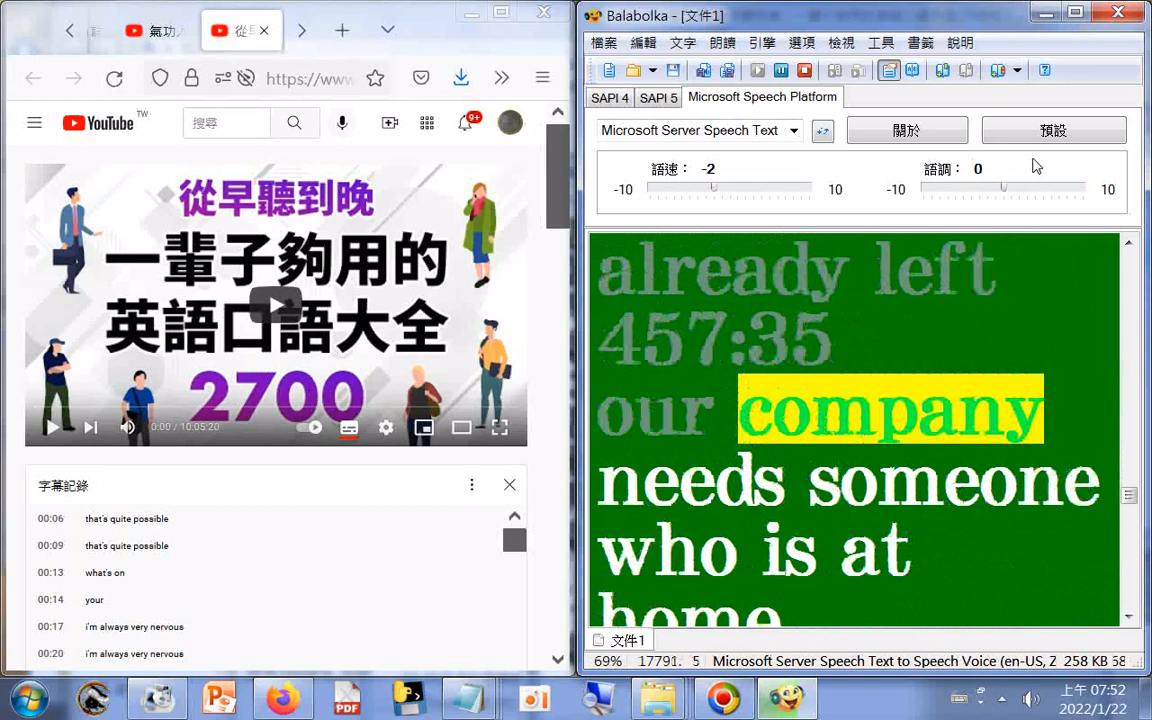 氣功
從
https://www
YouTube TW
搜尋
9+
從早聽到晚
一輩子夠用的
英語口語大全
2700
0:00 / 10:05:20
字幕記錄
00:06 that's quite possible
00:09 that's quite possible
00:13 what's on
00:14 your
00:17 i'm always very nervous
00:20 i'm always very nervous
Balabolka - [文件1]
檔案 編輯 文字 朗讀 引擎 選項 檢視 工具 書籤 說明
SAPI 4 SAPI 5 Microsoft Speech Platform
Microsoft Server Speech Text 關於 預設
語速： -2 語調： 0
-10 10 -10 10
already left
457:35
our company
needs someone
who is at
home
文件1
69% 17791: 5 Microsoft Server Speech Text to Speech Voice (en-US, Z 258 KB 58
PDF
上午 07:52
2022/1/22